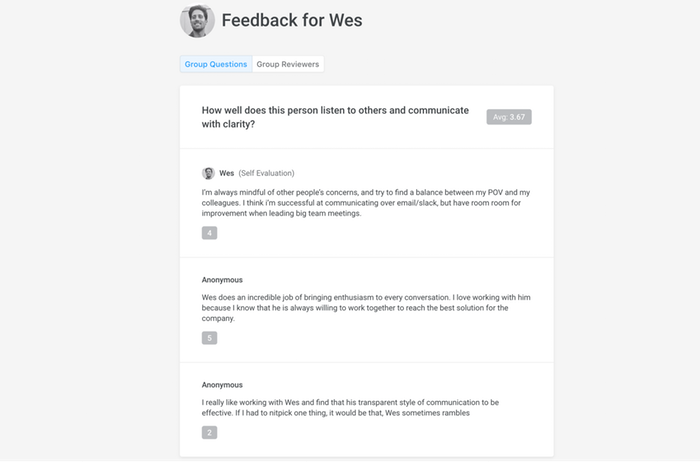 Feedback for Wes
Group Questions
Group Reviewers
How well does this person listen to others and communicate
with clarity?
Avg: 3.67
Wes (Self Evaluation)
I'm always mindful of other people's concerns, and try to find a balance between my POV and my
colleagues. I think i'm successful at communicating over email/slack, but have room room for
improvement when leading big team meetings.
4
Anonymous
Wes does an incredible job of bringing enthusiasm to every conversation. I love working with him
because I know that he is always willing to work together to reach the best solution for the
company.
5
Anonymous
I really like working with Wes and find that his transparent style of communication to be
effective. If I had to nitpick one thing, it would be that, Wes sometimes rambles
2